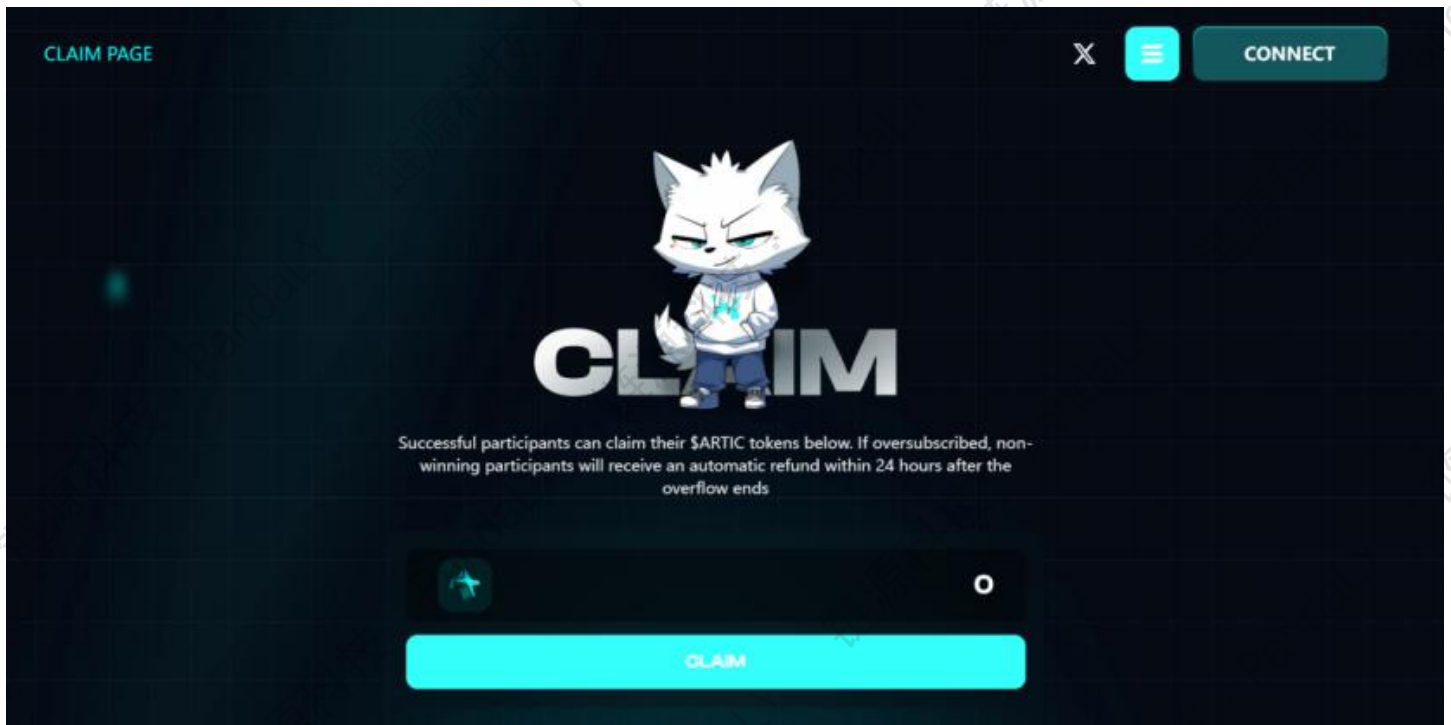 CLAIM PAGE
CONNECT
CLAIM
Successful participants can claim their $ARTIC tokens below. If oversubscribed, non-
winning participants will receive an automatic refund within 24 hours after the
overflow ends
0
CLAIM